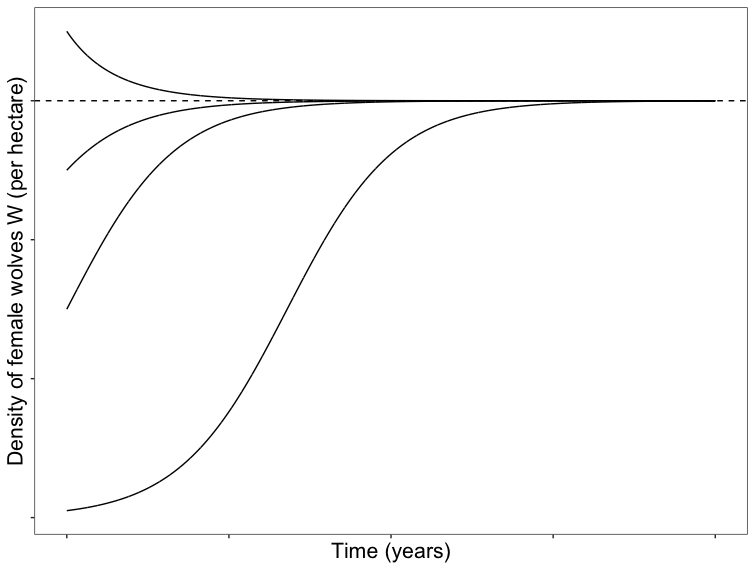 Density of female wolves W (per hectare)
Time (years)